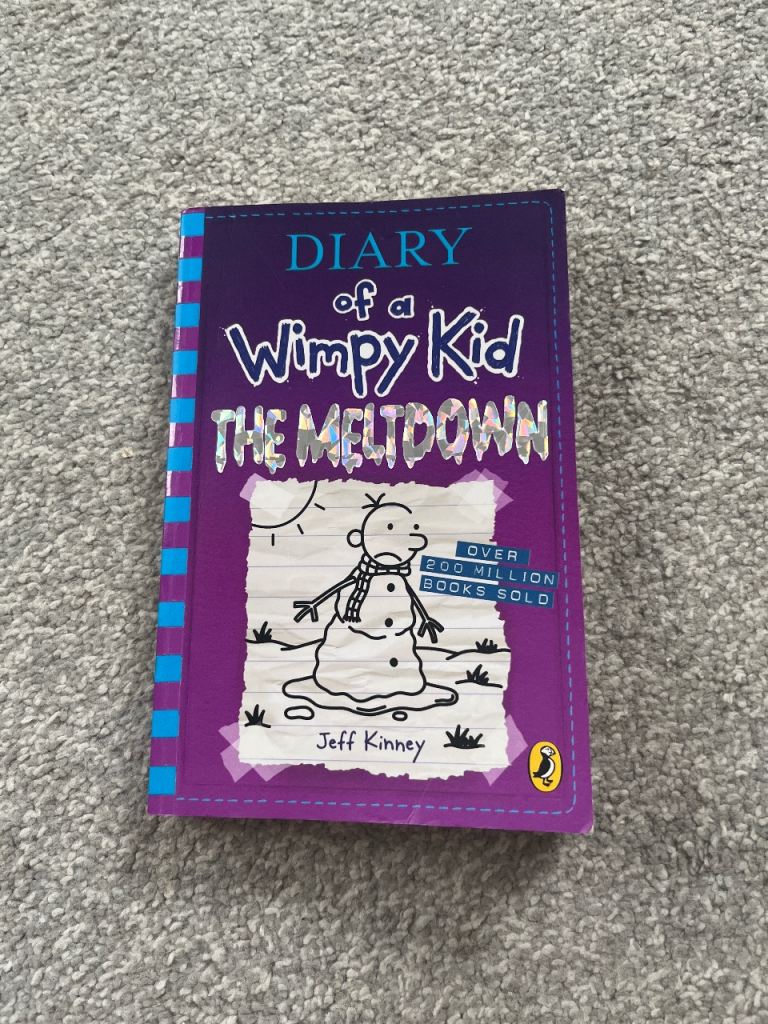 DIARY
of a
Wimpy Kid
THE MELTDOWN
OVER
200 MILLION
BOOKS SOLD
Jeff Kinney